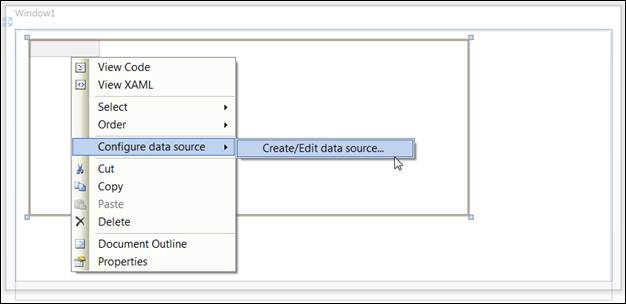 Window1
View Code
View XAML
Select
Order
Configure data source
Create/Edit data source...
Cut
Copy
Paste
Delete
Document Outline
Properties